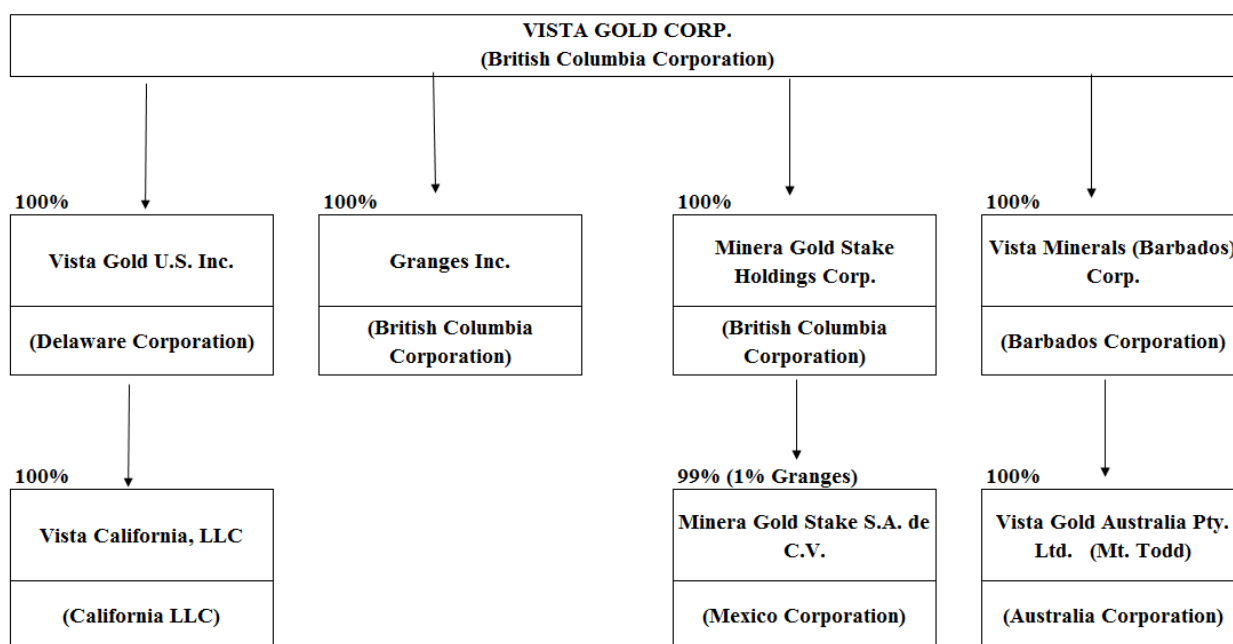 VISTA GOLD CORP.
(British Columbia Corporation)
100%
100%
100%
100%
Vista Gold U.S. Inc.
(Delaware Corporation)
Granges Inc.
(British Columbia
Corporation)
Minera Gold Stake
Holdings Corp.
(British Columbia
Corporation)
Vista Minerals (Barbados)
Corp.
(Barbados Corporation)
100%
99% (1% Granges)
100%
Vista California, LLC
(California LLC)
Minera Gold Stake S.A. de
C.V.
(Mexico Corporation)
Vista Gold Australia Pty.
Ltd.   (Mt. Todd)
(Australia Corporation)